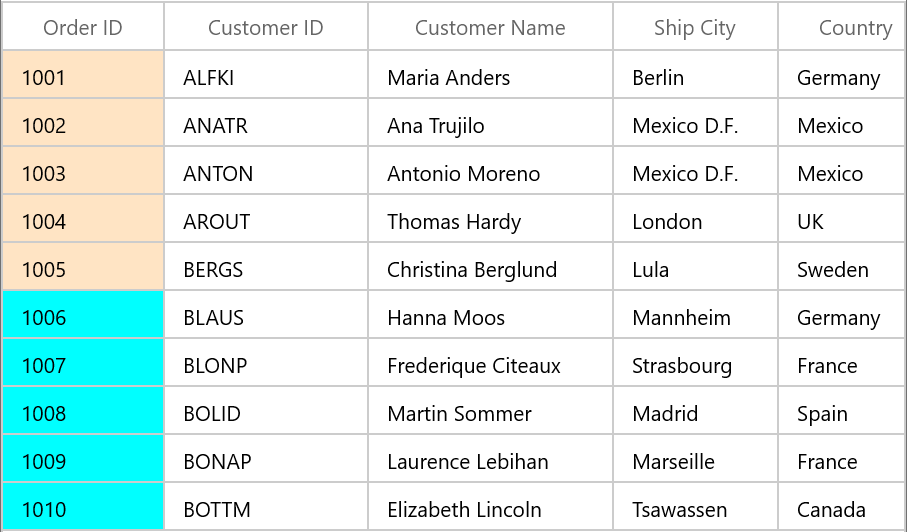 Order ID Customer ID Customer Name Ship City Country
1001 ALFKI Maria Anders Berlin Germany
1002 ANATR Ana Trujilo Mexico D.F. Mexico
1003 ANTON Antonio Moreno Mexico D.F. Mexico
1004 AROUT Thomas Hardy London UK
1005 BERGS Christina Berglund Lula Sweden
1006 BLAUS Hanna Moos Mannheim Germany
1007 BLONP Frederique Citeaux Strasbourg France
1008 BOLID Martin Sommer Madrid Spain
1009 BONAP Laurence Lebihan Marseille France
1010 BOTTM Elizabeth Lincoln Tsawassen Canada